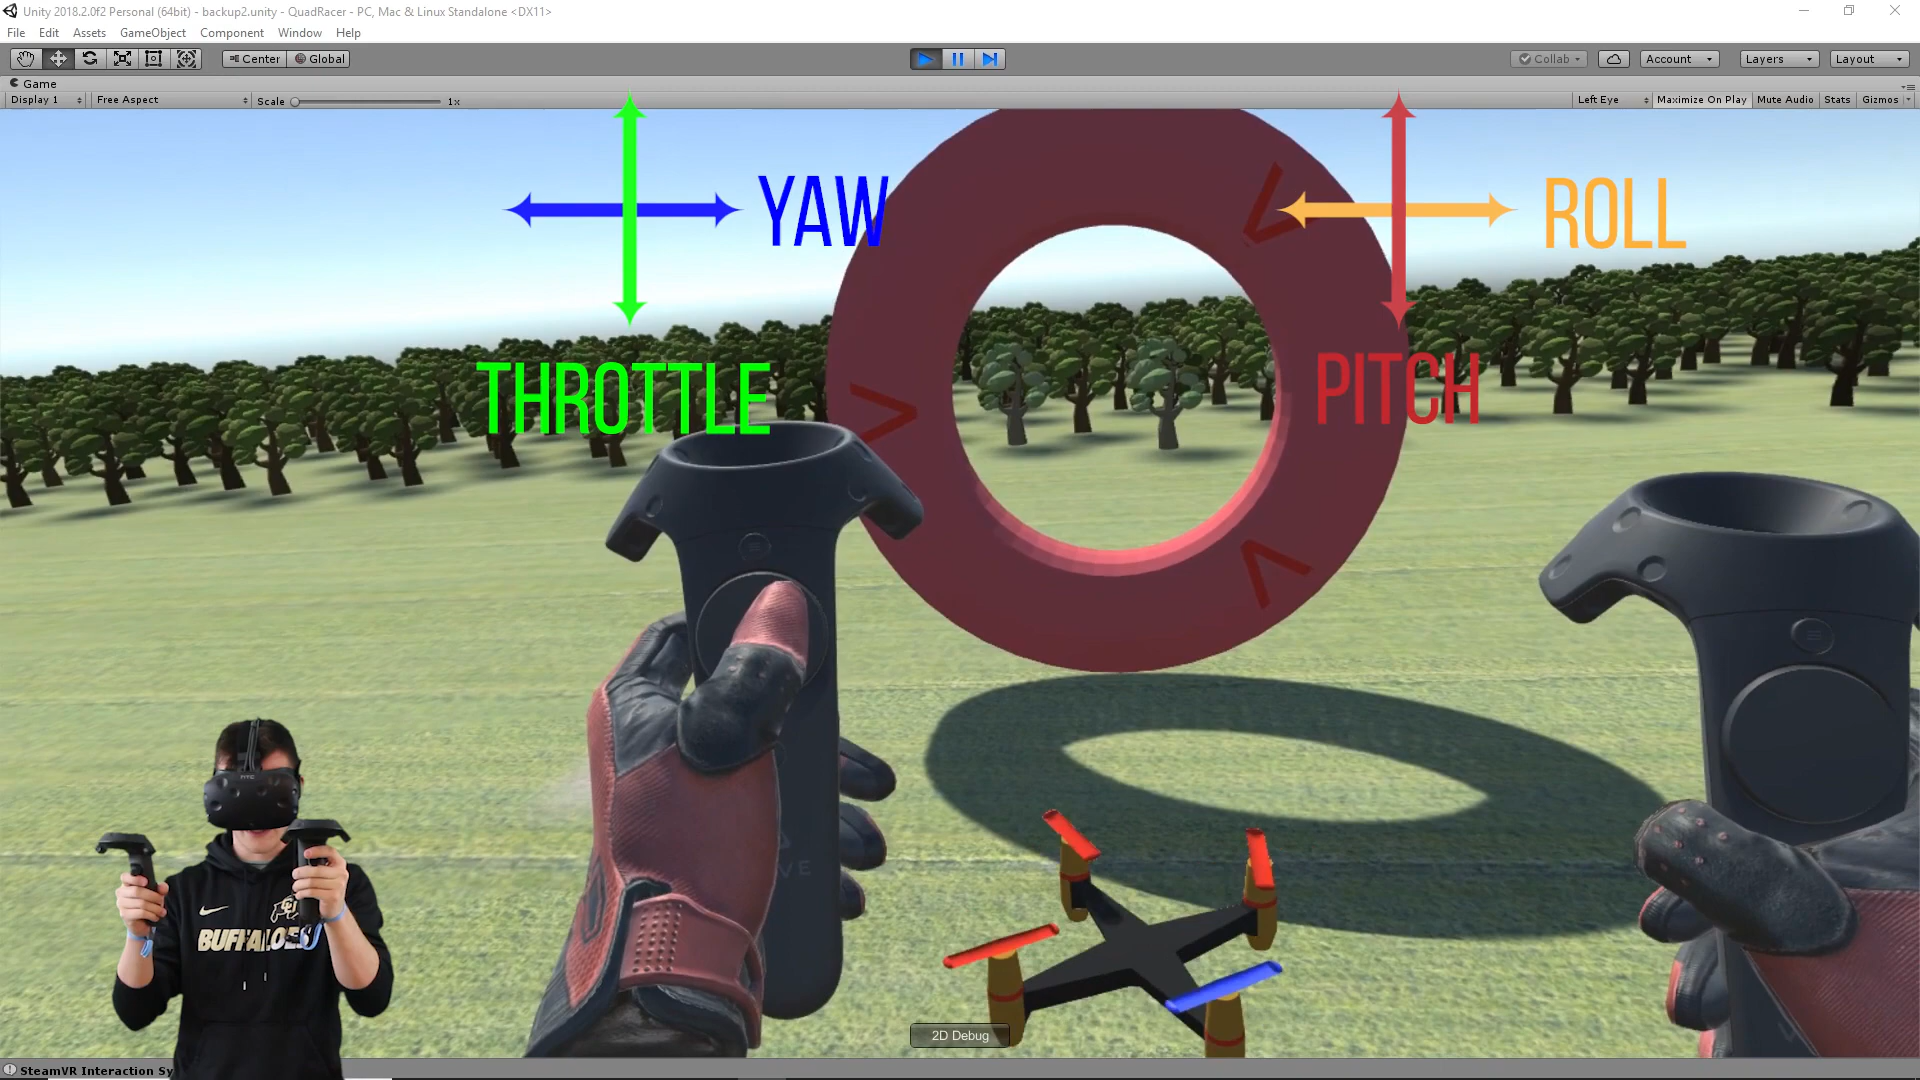 Unity 2018.2.0f2 Personal (64bit) - backup2.unity - QuadRacer - PC, Mac & Linux Standalone <DX11>
File Edit Assets GameObject Component Window Help
Center Global Collab Account Layers Layout
Game
Display 1 Free Aspect Scale 1x Left Eye Maximize On Play Mute Audio Stats Gizmos
YAW
ROLL
THROTTLE
PITCH
VE
BUFFALOES
CU
2D Debug
SteamVR Interaction Sy